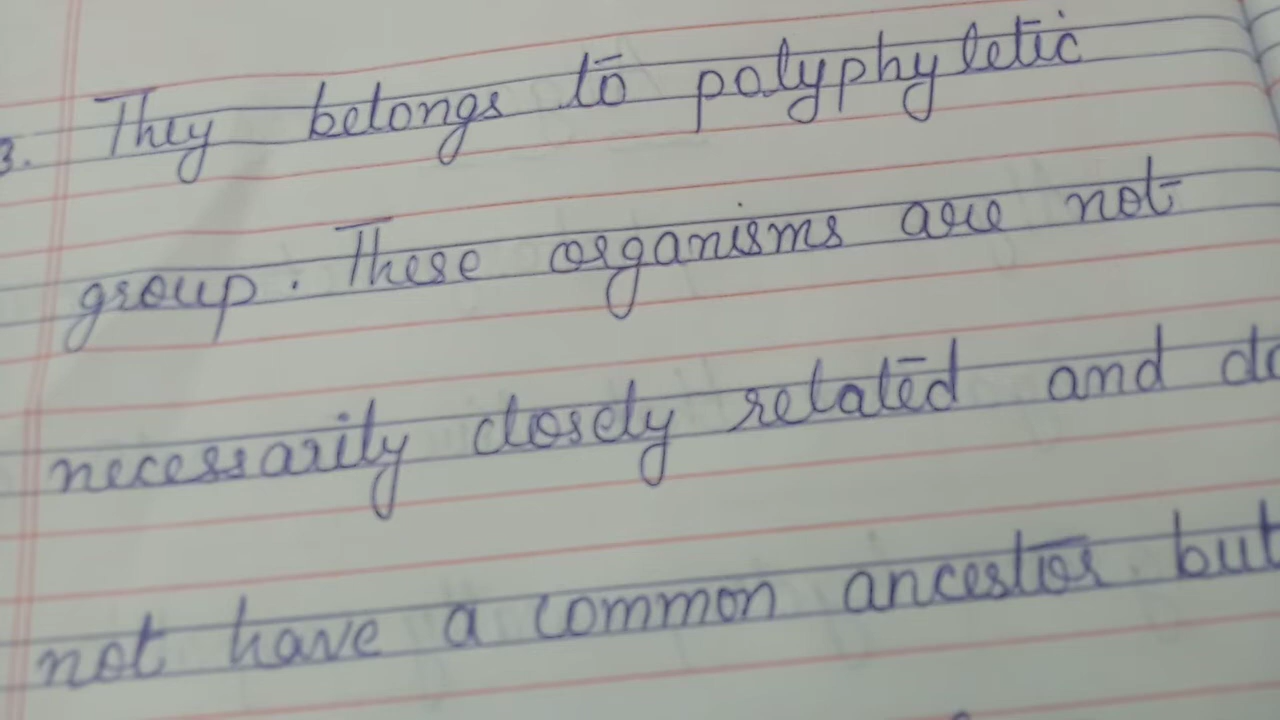 3. They belongs to polyphyletic
group. These organisms are not
necessarily closely related and do
not have a common ancestor but